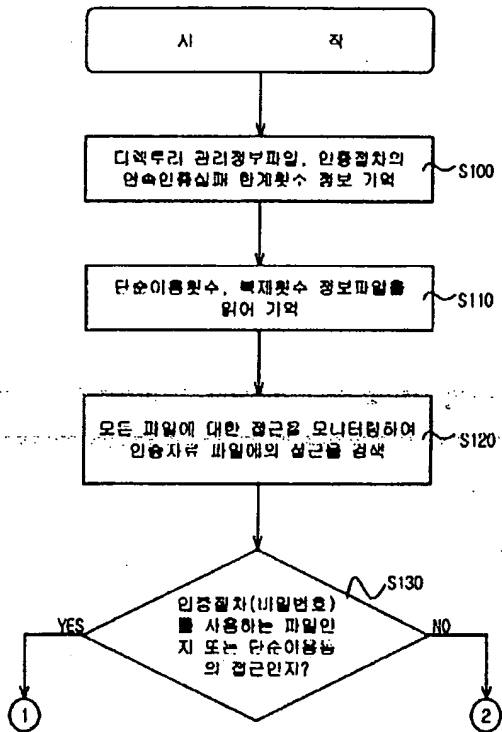 시 작
디렉토리 관리정보파일, 인증절차의
연속인증실패 한계횟수 정보 기억
S100
단순이용횟수, 복제횟수 정보파일을
읽어 기억
S110
모든 파일에 대한 접근을 모니터링하여
인증자류 파일에의 접근을 검색
S120
S130
인증절차(비밀번호)
를 사용하는 파일인
지 또는 단순이용등
의 접근인지?
YES
NO
1
2